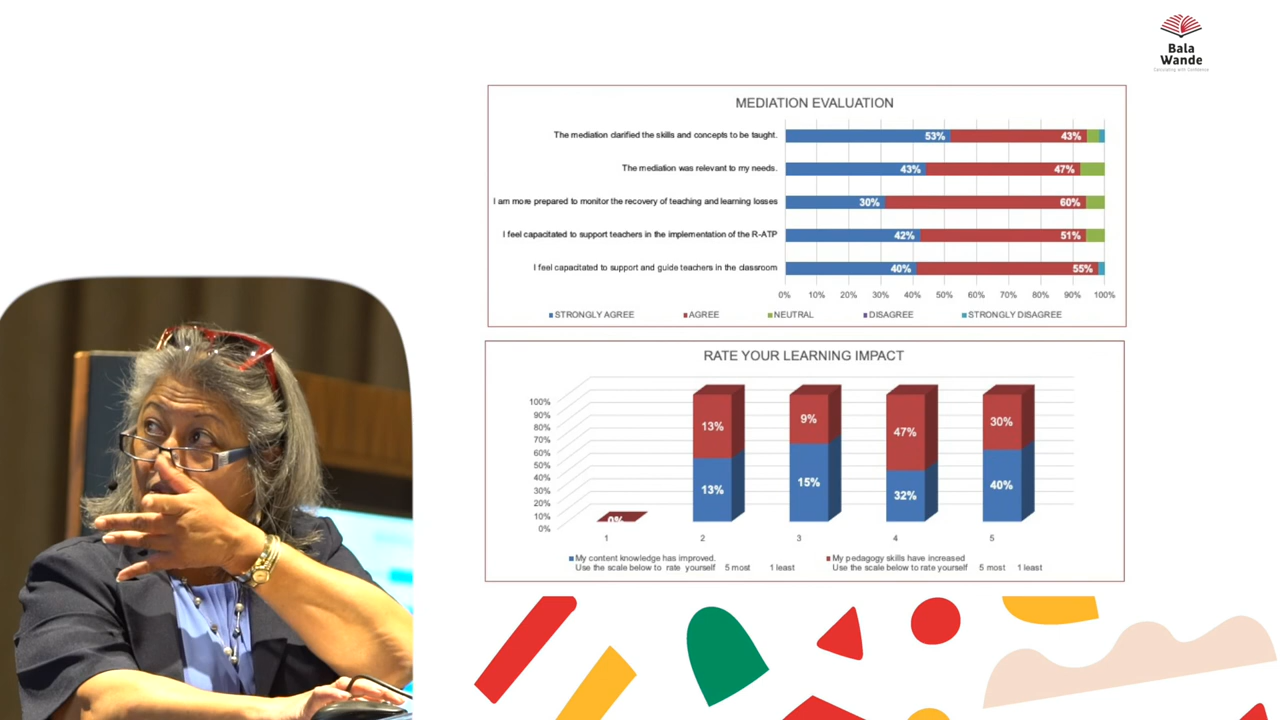 Bala
Wande
Calculating with Confidence
MEDIATION EVALUATION
The mediation clarified the skills and concepts to be taught.
53%
43%
The mediation was relevant to my needs.
43%
47%
I am more prepared to monitor the recovery of teaching and learning losses
30%
60%
I feel capacitated to support teachers in the implementation of the R-ATP
42%
51%
I feel capacitated to support and guide teachers in the classroom
40%
55%
0% 10% 20% 30% 40% 50% 60% 70% 80% 90% 100%
STRONGLY AGREE AGREE NEUTRAL DISAGREE STRONGLY DISAGREE
RATE YOUR LEARNING IMPACT
100%
90%
80%
70%
60%
50%
40%
30%
20%
10%
0%
13% 9% 47% 30%
13% 15% 32% 40%
0%
1 2 3 4 5
My content knowledge has improved.
Use the scale below to rate yourself 5 most 1 least
My pedagogy skills have increased
Use the scale below to rate yourself 5 most 1 least